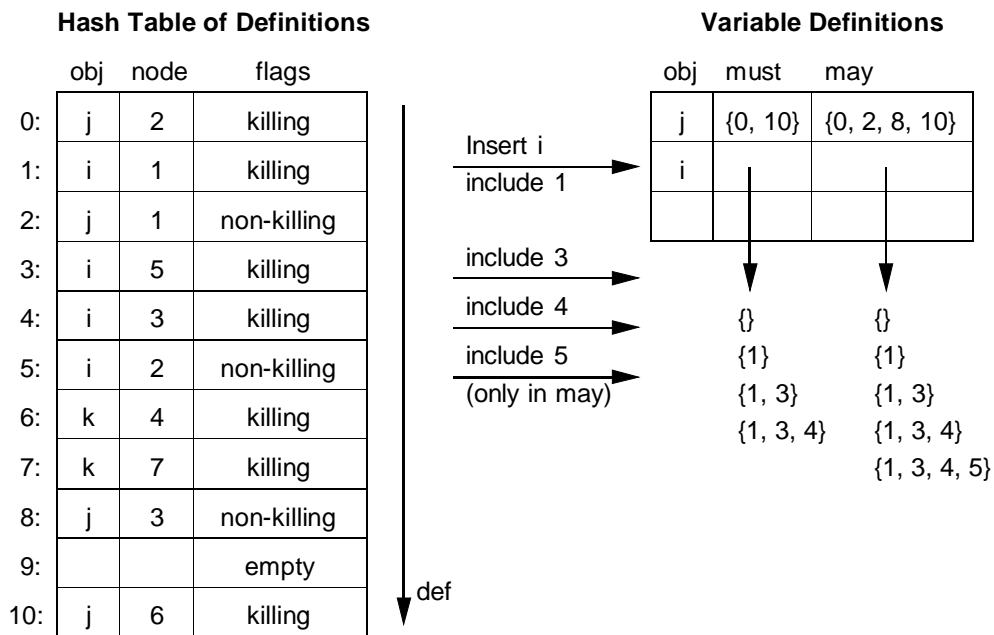 Hash Table of Definitions
obj node flags
0: j 2 killing
1: i 1 killing
2: j 1 non-killing
3: i 5 killing
4: i 3 killing
5: i 2 non-killing
6: k 4 killing
7: k 7 killing
8: j 3 non-killing
9: empty
10: j 6 killing
def
Insert i
include 1
include 3
include 4
include 5
(only in may)
Variable Definitions
obj must may
j {0, 10} {0, 2, 8, 10}
i
{} {}
{1} {1}
{1, 3} {1, 3}
{1, 3, 4} {1, 3, 4}
{1, 3, 4, 5}